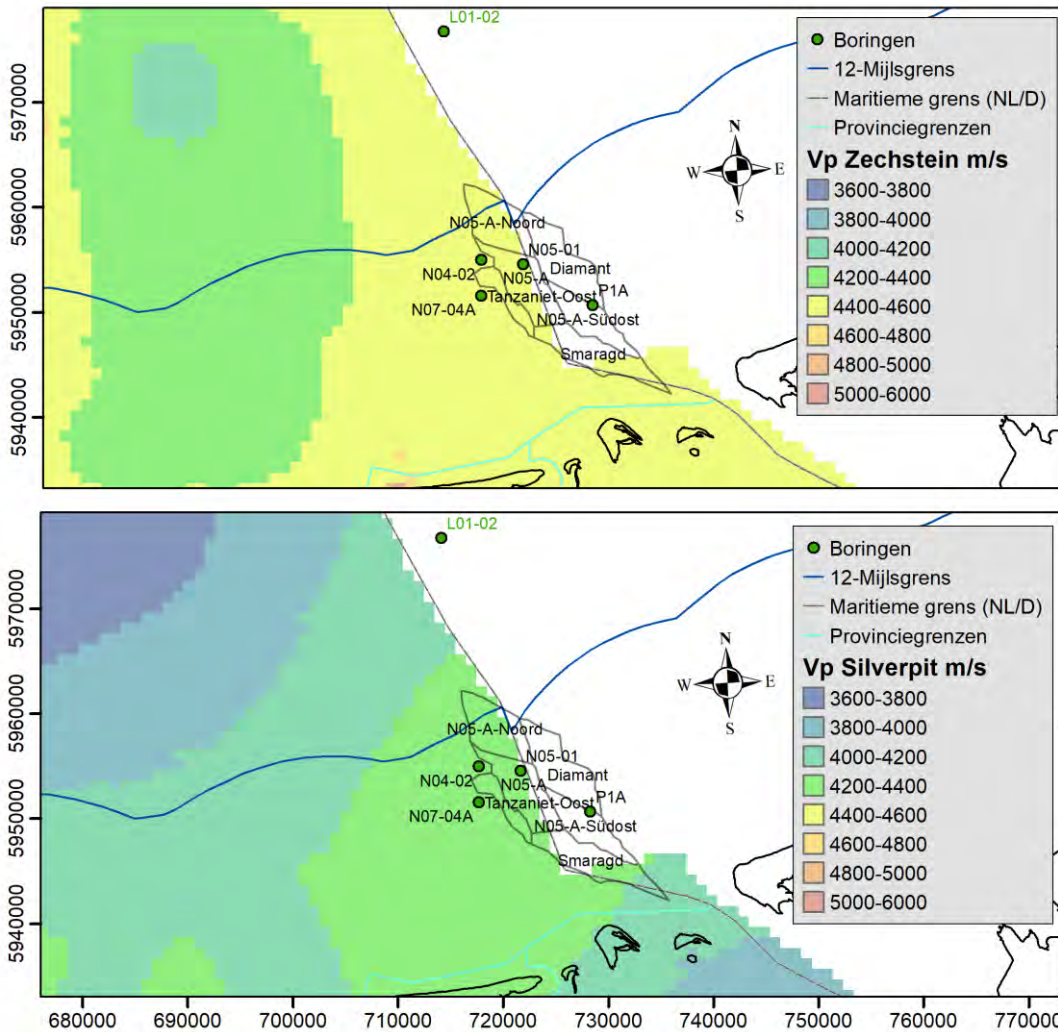 L01-02
5970000
5960000
5950000
5940000
N05-A-Noord
N05-01
N04-02
N05-A
Diamant
Tanzaniet-Oost
P1A
N07-04A
N05-A-Südost
Smaragd
N
W
E
S
Boringen
12-Mijlsgrens
Maritieme grens (NL/D)
Provinciegrenzen
Vp Zechstein m/s
3600-3800
3800-4000
4000-4200
4200-4400
4400-4600
4600-4800
4800-5000
5000-6000
L01-02
5970000
5960000
5950000
5940000
N05-A-Noord
N05-01
N04-02
N05-A
Diamant
Tanzaniet-Oost
P1A
N07-04A
N05-A-Südost
Smaragd
N
W
E
S
Boringen
12-Mijlsgrens
Maritieme grens (NL/D)
Provinciegrenzen
Vp Silverpit m/s
3600-3800
3800-4000
4000-4200
4200-4400
4400-4600
4600-4800
4800-5000
5000-6000
680000 690000 700000 710000 720000 730000 740000 750000 760000 770000